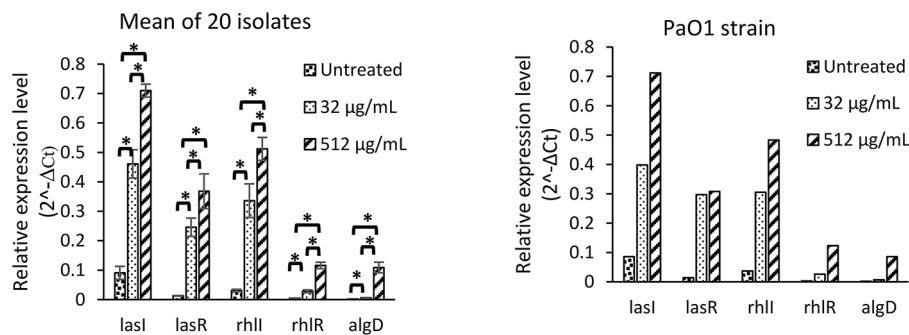 Mean of 20 isolates
Relative expression level
(2^-ΔCt)
0.8
0.7
0.6
0.5
0.4
0.3
0.2
0.1
0
* * * * * * * * * * * * * * *
Untreated
32 µg/mL
512 µg/mL
lasI lasR rhlI rhlR algD
PaO1 strain
Relative expression level
(2^-ΔCt)
0.8
0.7
0.6
0.5
0.4
0.3
0.2
0.1
0
Untreated
32 µg/mL
512 µg/mL
lasI lasR rhlI rhlR algD